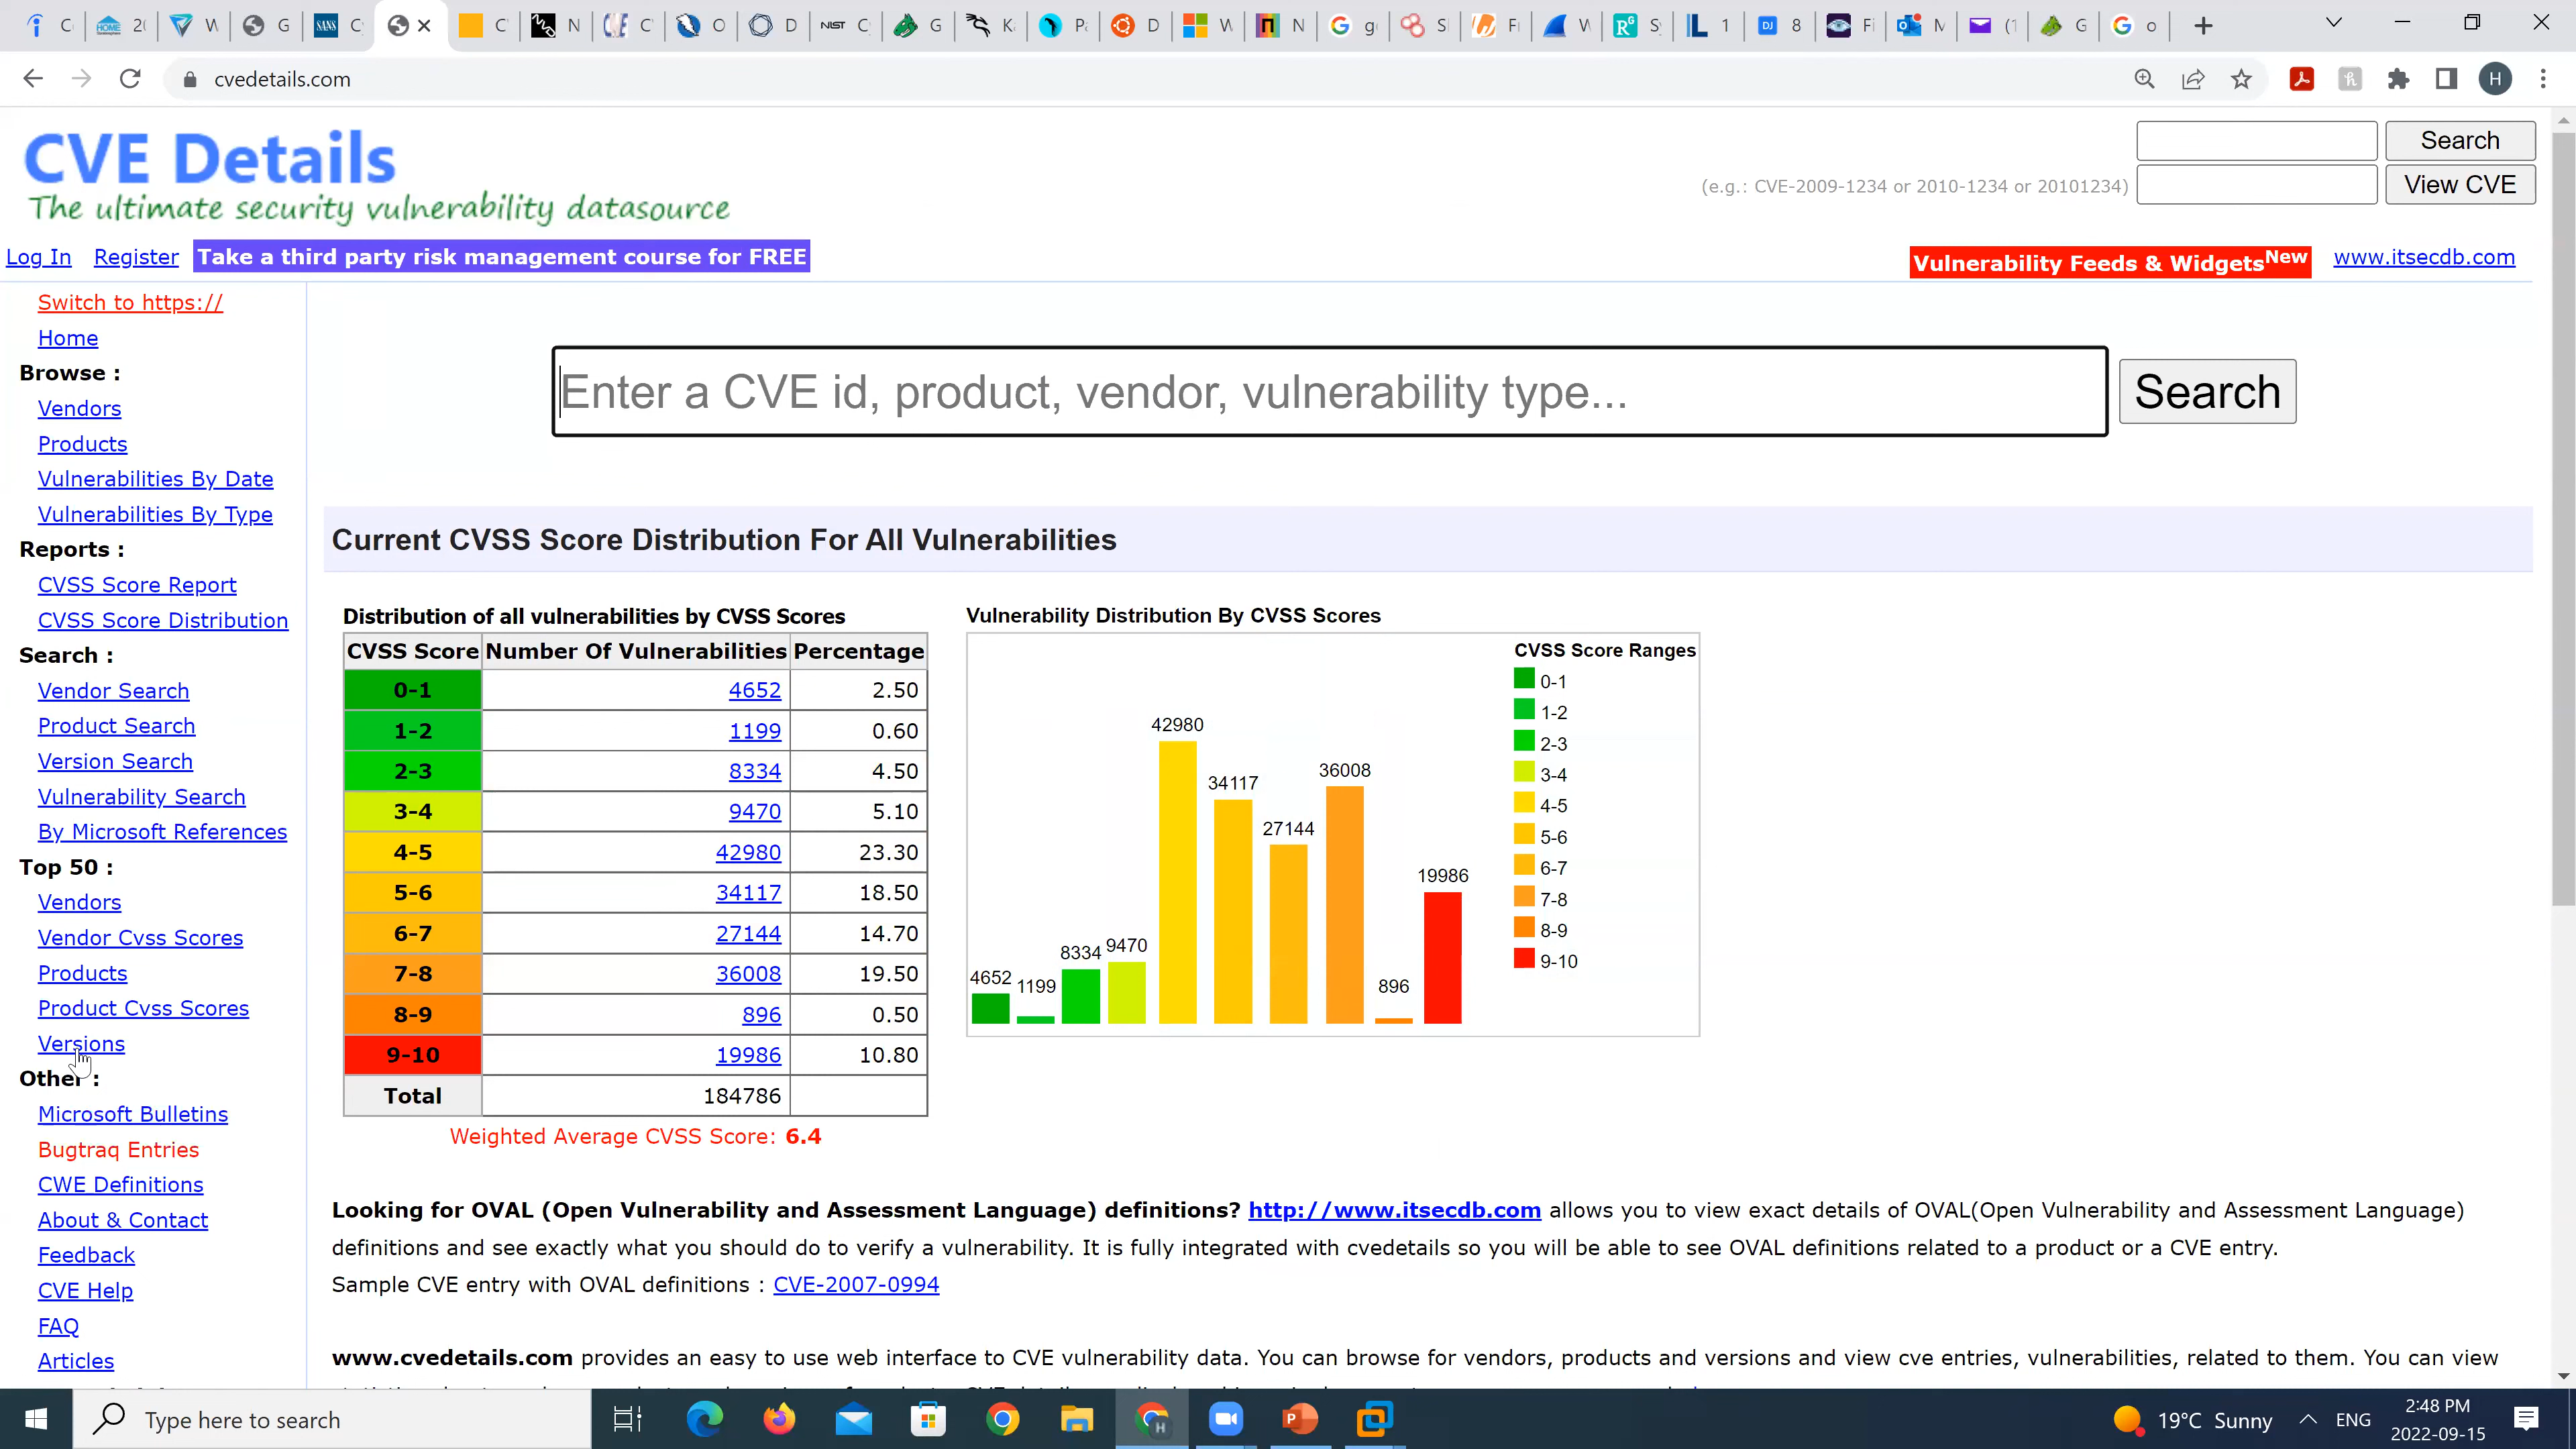 C 2( W G C C N C O D C G K Pa D W N g SI Fr W S 1 8 Fi M (1 G o
cvedetails.com
H
CVE Details
The ultimate security vulnerability datasource
Search
(e.g.: CVE-2009-1234 or 2010-1234 or 20101234)
View CVE
Log In Register Take a third party risk management course for FREE
Vulnerability Feeds & Widgets New www.itsecdb.com
Switch to https://
Home
Browse :
Vendors
Products
Vulnerabilities By Date
Vulnerabilities By Type
Reports :
CVSS Score Report
CVSS Score Distribution
Search :
Vendor Search
Product Search
Version Search
Vulnerability Search
By Microsoft References
Top 50 :
Vendors
Vendor Cvss Scores
Products
Product Cvss Scores
Versions
Other :
Microsoft Bulletins
Bugtraq Entries
CWE Definitions
About & Contact
Feedback
CVE Help
FAQ
Articles
Enter a CVE id, product, vendor, vulnerability type...
Search
Current CVSS Score Distribution For All Vulnerabilities
Distribution of all vulnerabilities by CVSS Scores
CVSS Score Number Of Vulnerabilities Percentage
0-1 4652 2.50
1-2 1199 0.60
2-3 8334 4.50
3-4 9470 5.10
4-5 42980 23.30
5-6 34117 18.50
6-7 27144 14.70
7-8 36008 19.50
8-9 896 0.50
9-10 19986 10.80
Total 184786
Weighted Average CVSS Score: 6.4
Vulnerability Distribution By CVSS Scores
4652
1199
8334
9470
42980
34117
27144
36008
896
19986
CVSS Score Ranges
0-1
1-2
2-3
3-4
4-5
5-6
6-7
7-8
8-9
9-10
Looking for OVAL (Open Vulnerability and Assessment Language) definitions? http://www.itsecdb.com allows you to view exact details of OVAL(Open Vulnerability and Assessment Language)
definitions and see exactly what you should do to verify a vulnerability. It is fully integrated with cvedetails so you will be able to see OVAL definitions related to a product or a CVE entry.
Sample CVE entry with OVAL definitions : CVE-2007-0994
www.cvedetails.com provides an easy to use web interface to CVE vulnerability data. You can browse for vendors, products and versions and view cve entries, vulnerabilities, related to them. You can view
Type here to search
19°C Sunny
ENG
2:48 PM
2022-09-15